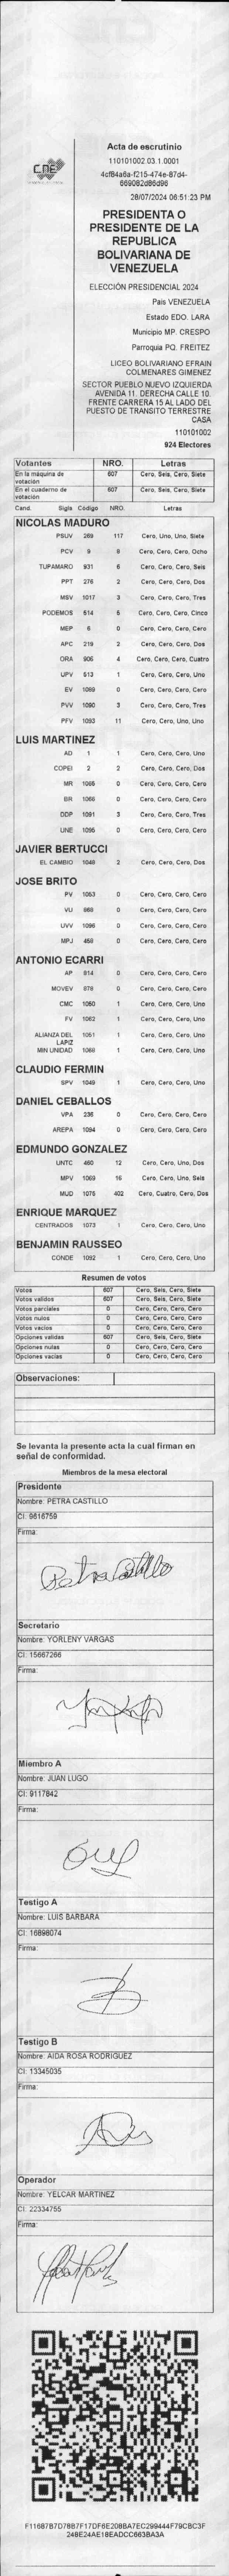 CNE
Acta de escrutinio
110101002.03.1.0001
4cf84a6a-f215-474e-87d4-
669082d86d96
28/07/2024 06:51:23 PM
PRESIDENTA O
PRESIDENTE DE LA
REPUBLICA
BOLIVARIANA DE
VENEZUELA
ELECCIÓN PRESIDENCIAL 2024
Pais VENEZUELA
Estado EDO. LARA
Municipio MP. CRESPO
Parroquia PQ. FREITEZ
LICEO BOLIVARIANO EFRAIN
COLMENARES GIMENEZ
SECTOR PUEBLO NUEVO IZQUIERDA
AVENIDA 11. DERECHA CALLE 10.
FRENTE CARRERA 15 AL LADO DEL
PUESTO DE TRANSITO TERRESTRE
CASA
110101002
924 Electores
Votantes NRO. Letras
En la máquina de votación 607 Cero, Seis, Cero, Siete
En el cuaderno de votación 607 Cero, Seis, Cero, Siete
Cand. Sigla Código NRO. Letras
NICOLAS MADURO
PSUV 269 117 Cero, Uno, Uno, Siete
PCV 9 8 Cero, Cero, Cero, Ocho
TUPAMARO 931 6 Cero, Cero, Cero, Seis
PPT 276 2 Cero, Cero, Cero, Dos
MSV 1017 3 Cero, Cero, Cero, Tres
PODEMOS 614 5 Cero, Cero, Cero, Cinco
MEP 6 0 Cero, Cero, Cero, Cero
APC 218 2 Cero, Cero, Cero, Dos
ORA 906 4 Cero, Cero, Cero, Cuatro
UPV 513 1 Cero, Cero, Cero, Uno
EV 1089 0 Cero, Cero, Cero, Cero
PVV 1090 3 Cero, Cero, Cero, Tres
PFV 1093 11 Cero, Cero, Uno, Uno
LUIS MARTINEZ
AD 1 1 Cero, Cero, Cero, Uno
COPEI 2 2 Cero, Cero, Cero, Dos
MR 1065 0 Cero, Cero, Cero, Cero
BR 1066 0 Cero, Cero, Cero, Cero
DDP 1091 3 Cero, Cero, Cero, Tres
UNE 1095 0 Cero, Cero, Cero, Cero
JAVIER BERTUCCI
EL CAMBIO 1048 2 Cero, Cero, Cero, Dos
JOSE BRITO
PV 1053 0 Cero, Cero, Cero, Cero
VU 868 0 Cero, Cero, Cero, Cero
UVV 1096 0 Cero, Cero, Cero, Cero
MPJ 458 0 Cero, Cero, Cero, Cero
ANTONIO ECARRI
AP 914 0 Cero, Cero, Cero, Cero
MOVEV 878 0 Cero, Cero, Cero, Cero
CMC 1050 1 Cero, Cero, Cero, Uno
FV 1062 1 Cero, Cero, Cero, Uno
ALIANZA DEL LAPIZ 1051 1 Cero, Cero, Cero, Uno
MIN UNIDAD 1068 1 Cero, Cero, Cero, Uno
CLAUDIO FERMIN
SPV 1049 1 Cero, Cero, Cero, Uno
DANIEL CEBALLOS
VPA 236 0 Cero, Cero, Cero, Cero
AREPA 1094 0 Cero, Cero, Cero, Cero
EDMUNDO GONZALEZ
UNTC 460 12 Cero, Cero, Uno, Dos
MPV 1069 16 Cero, Cero, Uno, Seis
MUD 1075 402 Cero, Cuatro, Cero, Dos
ENRIQUE MARQUEZ
CENTRADOS 1073 1 Cero, Cero, Cero, Uno
BENJAMIN RAUSSEO
CONDE 1092 1 Cero, Cero, Cero, Uno
Resumen de votos
Votos 607 Cero, Seis, Cero, Siete
Votos validos 607 Cero, Seis, Cero, Siete
Votos parciales 0 Cero, Cero, Cero, Cero
Votos nulos 0 Cero, Cero, Cero, Cero
Votos vacios 0 Cero, Cero, Cero, Cero
Opciones validas 607 Cero, Seis, Cero, Siete
Opciones nulas 0 Cero, Cero, Cero, Cero
Opciones vacias 0 Cero, Cero, Cero, Cero
Observaciones:
Se levanta la presente acta la cual firman en
señal de conformidad.
Miembros de la mesa electoral
Presidente
Nombre: PETRA CASTILLO
CI: 9616759
Firma:
Petra Castillo
Secretario
Nombre: YORLENY VARGAS
CI: 15667266
Firma:
Miembro A
Nombre: JUAN LUGO
CI: 9117842
Firma:
Testigo A
Nombre: LUIS BARBARA
CI: 16898074
Firma:
Testigo B
Nombre: AIDA ROSA RODRIGUEZ
CI: 13345035
Firma:
Operador
Nombre: YELCAR MARTINEZ
CI: 22334755
Firma:
F11687B7D78B7F17DF6E208BA7EC299444F79CBC3F
248E24AE18EADCC663BA3A